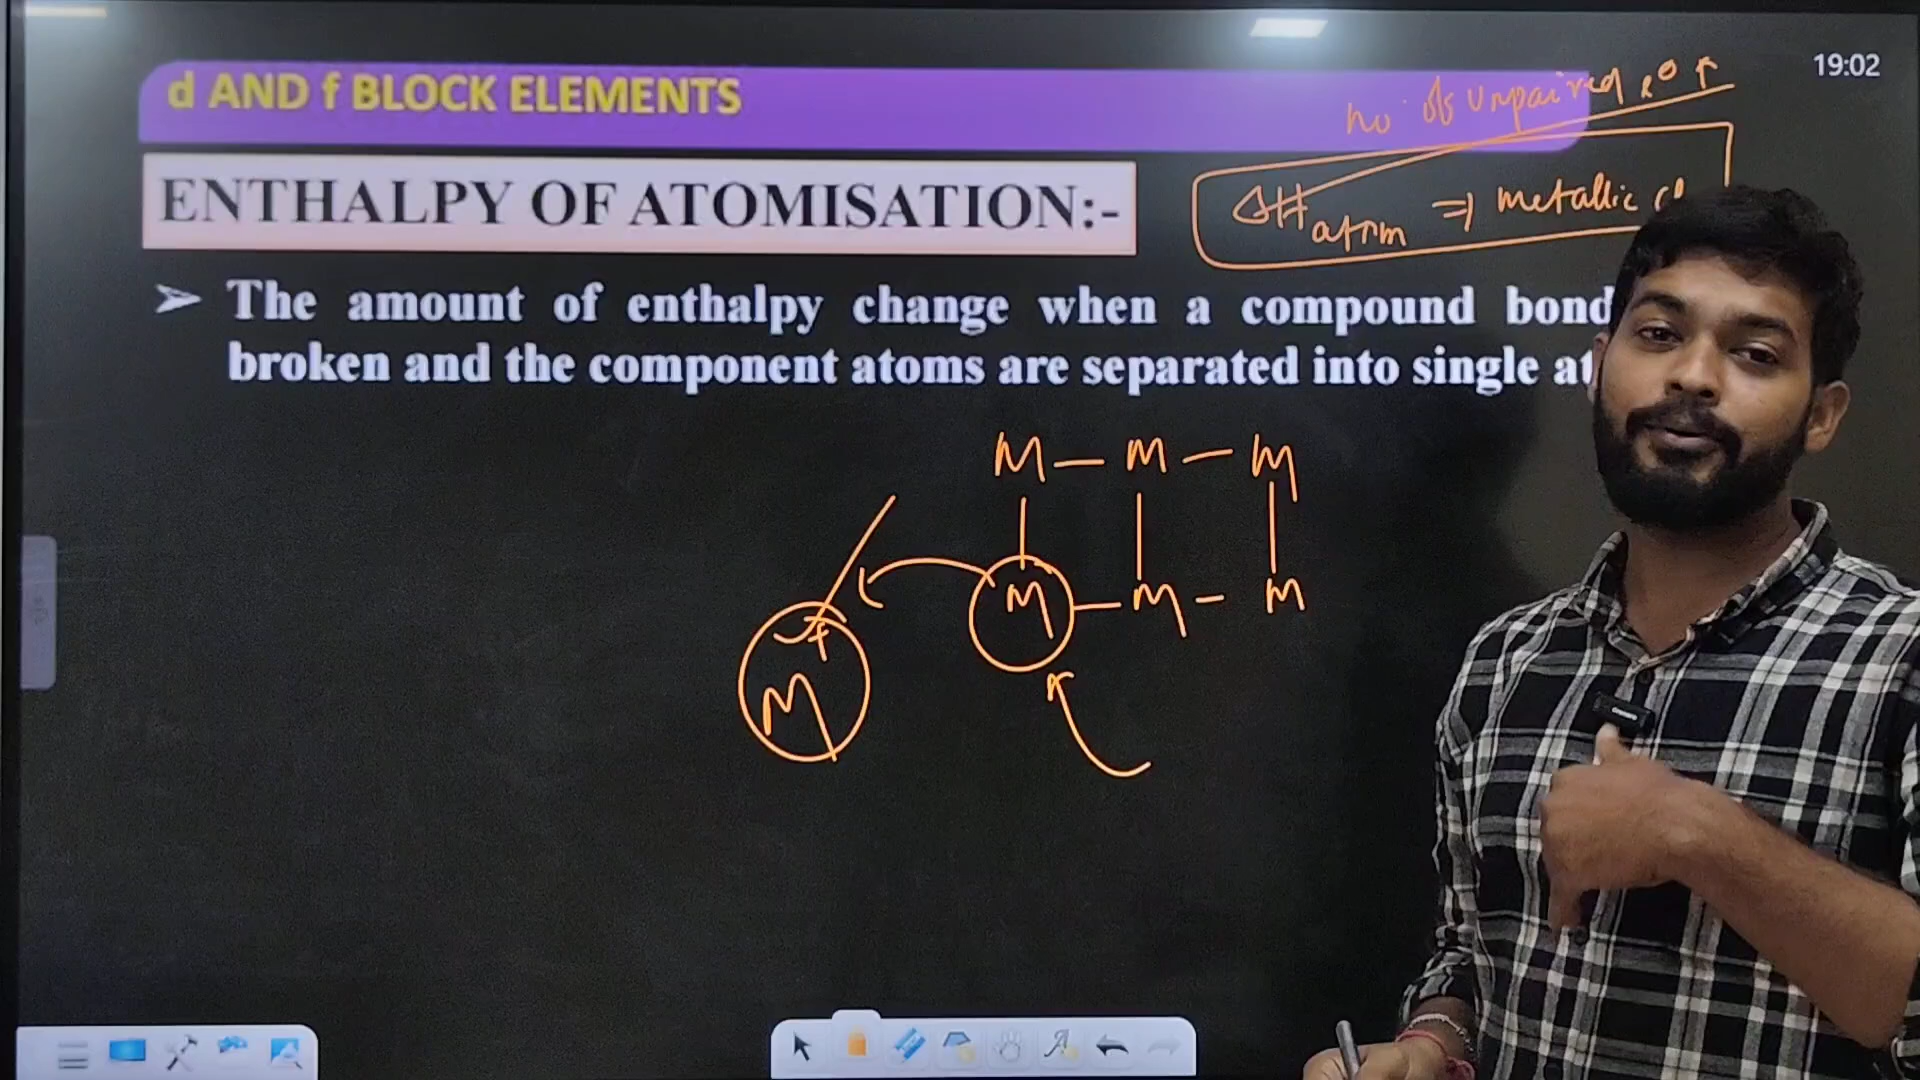 19:02
d AND f BLOCK ELEMENTS
no of unpaired e⊖ ↑
ENTHALPY OF ATOMISATION:-
ΔHatom ⇒ metallic
➢ The amount of enthalpy change when a compound bond
broken and the component atoms are separated into single
M — M — M
M — M — M
M+